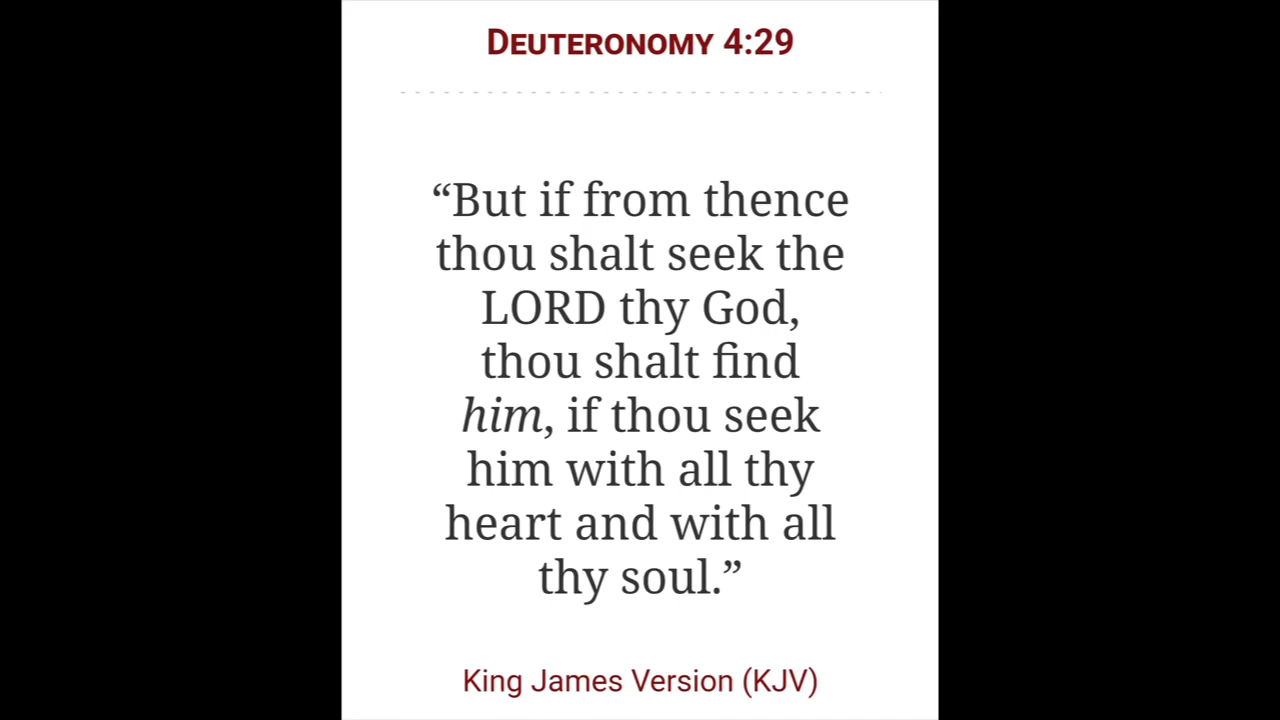 DEUTERONOMY 4:29
“But if from thence
thou shalt seek the
LORD thy God,
thou shalt find
him, if thou seek
him with all thy
heart and with all
thy soul.”
King James Version (KJV)